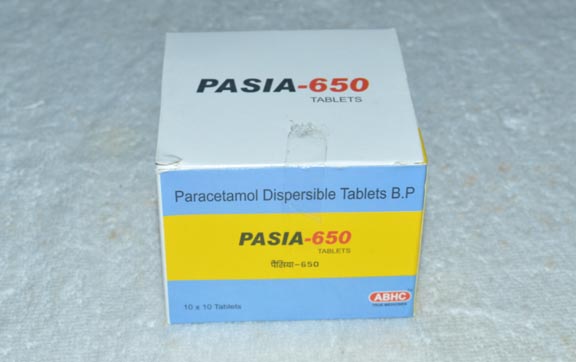 PASIA-650
TABLETS
Paracetamol Dispersible Tablets B.P
PASIA-650
TABLETS
पैसिया-650
10 x 10 Tablets
ABHC